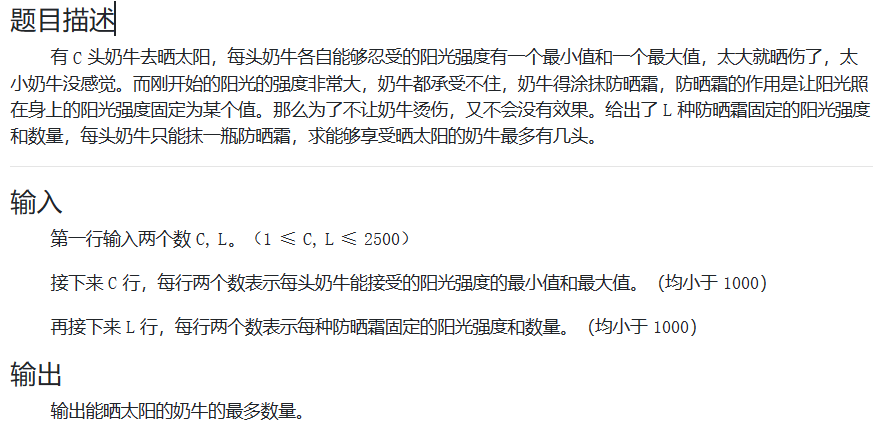 题目描述
有 C 头奶牛去晒太阳，每头奶牛各自能够忍受的阳光强度有一个最小值和一个最大值，太大就晒伤了，太
小奶牛没感觉。而刚开始的阳光的强度非常大，奶牛都承受不住，奶牛得涂抹防晒霜，防晒霜的作用是让阳光照
在身上的阳光强度固定为某个值。那么为了不让奶牛烫伤，又不会没有效果。给出了 L 种防晒霜固定的阳光强度
和数量，每头奶牛只能抹一瓶防晒霜，求能够享受晒太阳的奶牛最多有几头。
输入
第一行输入两个数 C, L。（1 ≤ C, L ≤ 2500）
接下来 C 行，每行两个数表示每头奶牛能接受的阳光强度的最小值和最大值。（均小于 1000）
再接下来 L 行，每行两个数表示每种防晒霜固定的阳光强度和数量。（均小于 1000）
输出
输出能晒太阳的奶牛的最多数量。